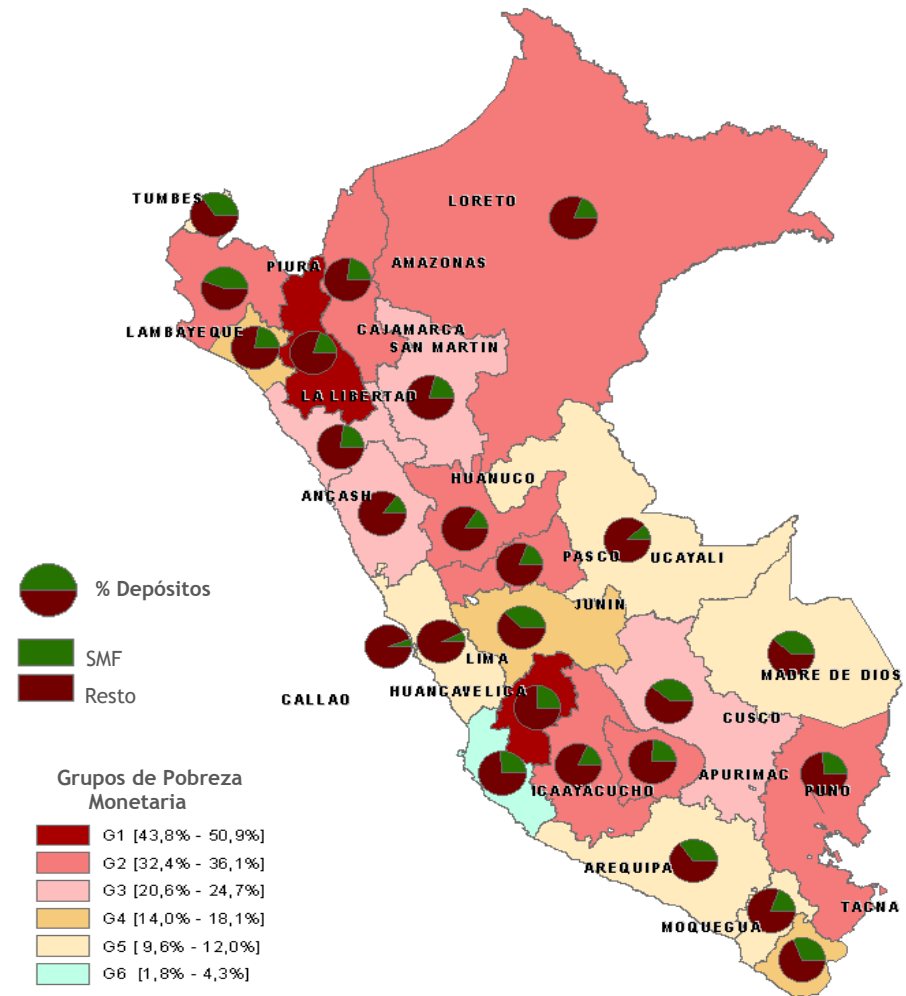 TUMBES
LORETO
PIURA
AMAZONAS
LAMBAYEQUE
CAJAMARCA
SAN MARTIN
LA LIBERTAD
HUANUCO
ANCASH
PASCO
UCAYALI
JUNIN
LIMA
MADRE DE DIOS
HUANCAVELICA
CALLAO
CUSCO
APURIMAC
PUNO
ICA
AYACUCHO
AREQUIPA
TACNA
MOQUEGUA
% Depósitos
SMF
Resto
Grupos de Pobreza
Monetaria
G1 [43,8% - 50,9%]
G2 [32,4% - 36,1%]
G3 [20,6% - 24,7%]
G4 [14,0% - 18,1%]
G5 [9,6% - 12,0%]
G6 [1,8% - 4,3%]